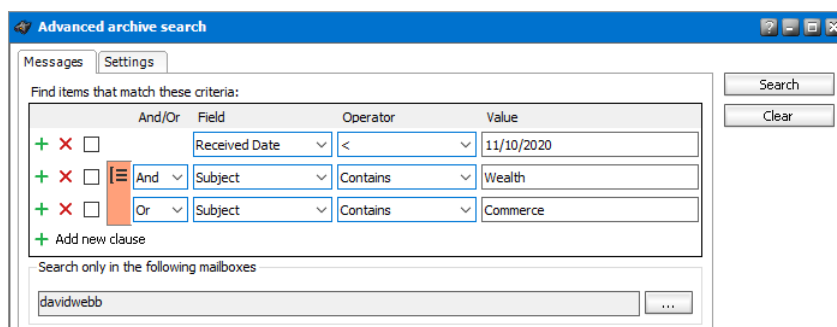 Advanced archive search
Messages Settings
Find items that match these criteria:
Search
And/Or Field Operator Value
Clear
Received Date < 11/10/2020
And Subject Contains Wealth
Or Subject Contains Commerce
Add new clause
Search only in the following mailboxes
davidwebb ...